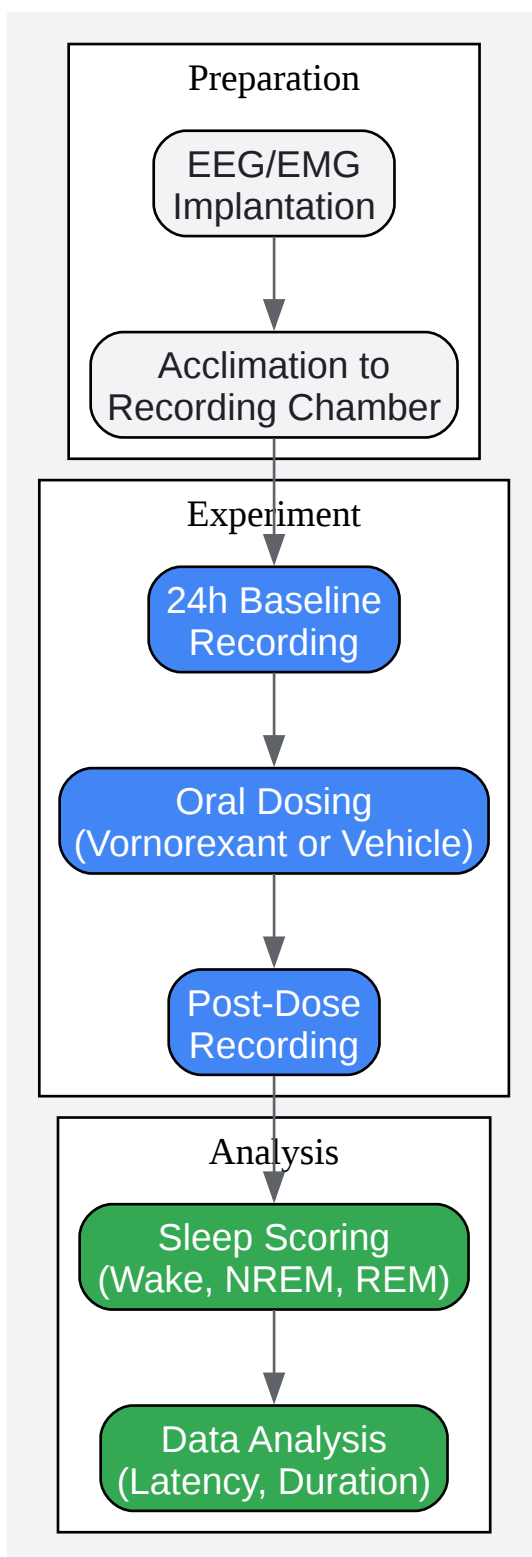 Preparation
EEG/EMG
Implantation
Acclimation to
Recording Chamber
Experiment
24h Baseline
Recording
Oral Dosing
(Vornorexant or Vehicle)
Post-Dose
Recording
Analysis
Sleep Scoring
(Wake, NREM, REM)
Data Analysis
(Latency, Duration)